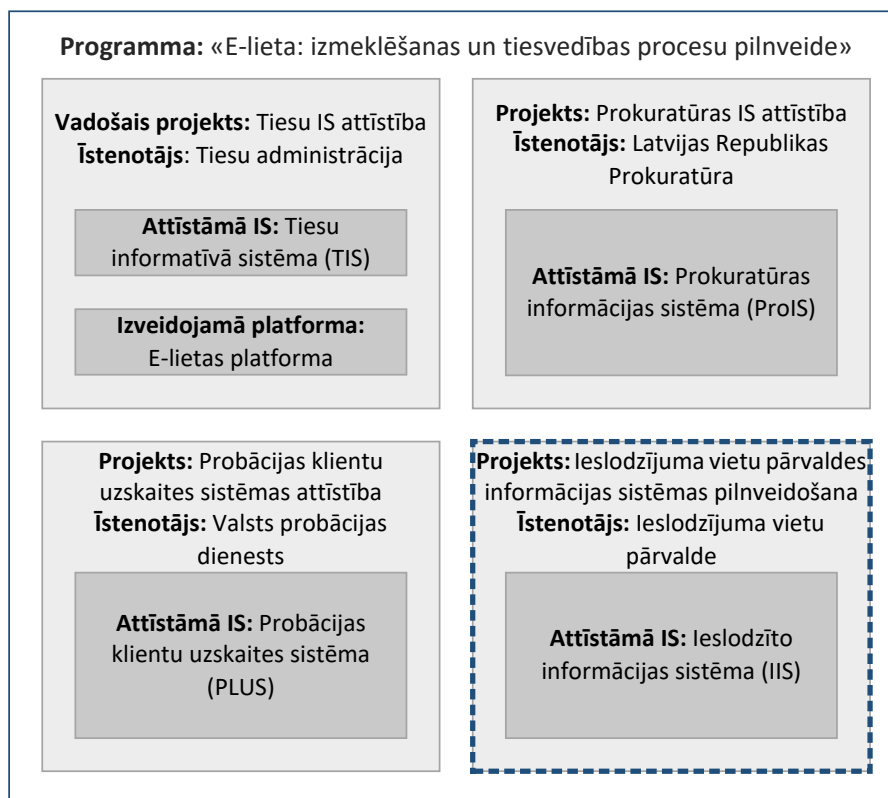 Programma: «E-lieta: izmeklēšanas un tiesvedības procesu pilnveide»
Vadošais projekts: Tiesu IS attīstība
Īstenotājs: Tiesu administrācija
Attīstāmā IS: Tiesu
informatīvā sistēma (TIS)
Izveidojamā platforma:
E-lietas platforma
Projekts: Prokuratūras IS attīstība
Īstenotājs: Latvijas Republikas
Prokuratūra
Attīstāmā IS: Prokuratūras
informācijas sistēma (ProIS)
Projekts: Probācijas klientu
uzskaites sistēmas attīstība
Īstenotājs: Valsts probācijas
dienests
Attīstāmā IS: Probācijas
klientu uzskaites sistēma
(PLUS)
Projekts: Ieslodzījuma vietu pārvaldes
informācijas sistēmas pilnveidošana
Īstenotājs: Ieslodzījuma vietu
pārvalde
Attīstāmā IS: Ieslodzīto
informācijas sistēma (IIS)